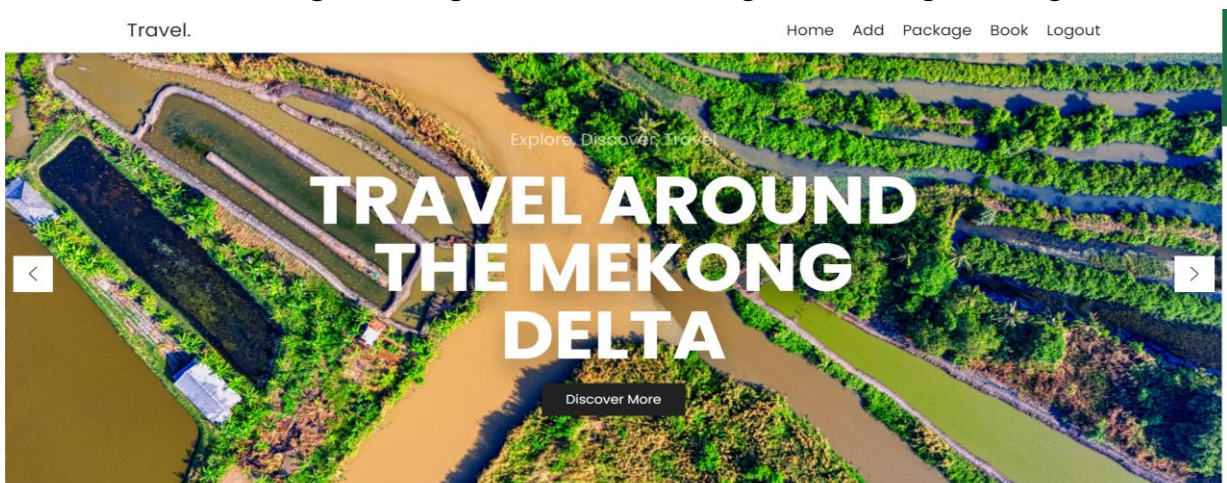 Travel.
Home Add Package Book Logout
Explore, Discover, Travel
TRAVEL AROUND
THE MEKONG
DELTA
Discover More